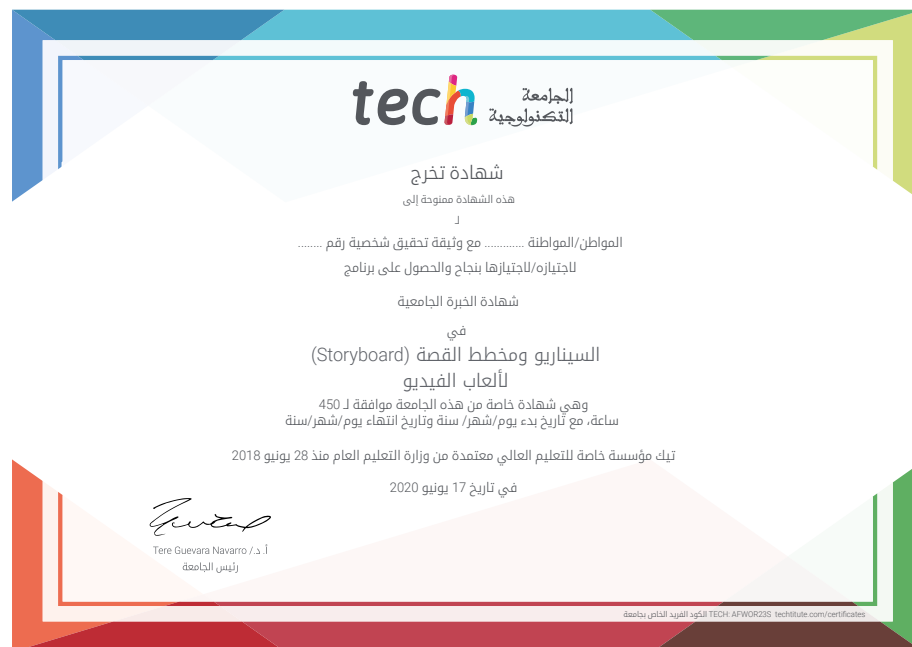 tech الجامعة
التكنولوجية
شهادة تخرج
هذه الشهادة ممنوحة إلى
لـ
المواطن/المواطنة ............ مع وثيقة تحقيق شخصية رقم ........
لاجتيازه/لاجتيازها بنجاح والحصول على برنامج
شهادة الخبرة الجامعية
في
السيناريو ومخطط القصة (Storyboard)
لألعاب الفيديو
وهي شهادة خاصة من هذه الجامعة موافقة لـ 450
ساعة، مع تاريخ بدء يوم/شهر/ سنة وتاريخ انتهاء يوم/شهر/سنة
تيك مؤسسة خاصة للتعليم العالي معتمدة من وزارة التعليم العام منذ 28 يونيو 2018
في تاريخ 17 يونيو 2020
أ. د./ Tere Guevara Navarro
رئيس الجامعة
الكود الفريد الخاص بجامعة TECH: AFWOR23S techtitute.com/certificates